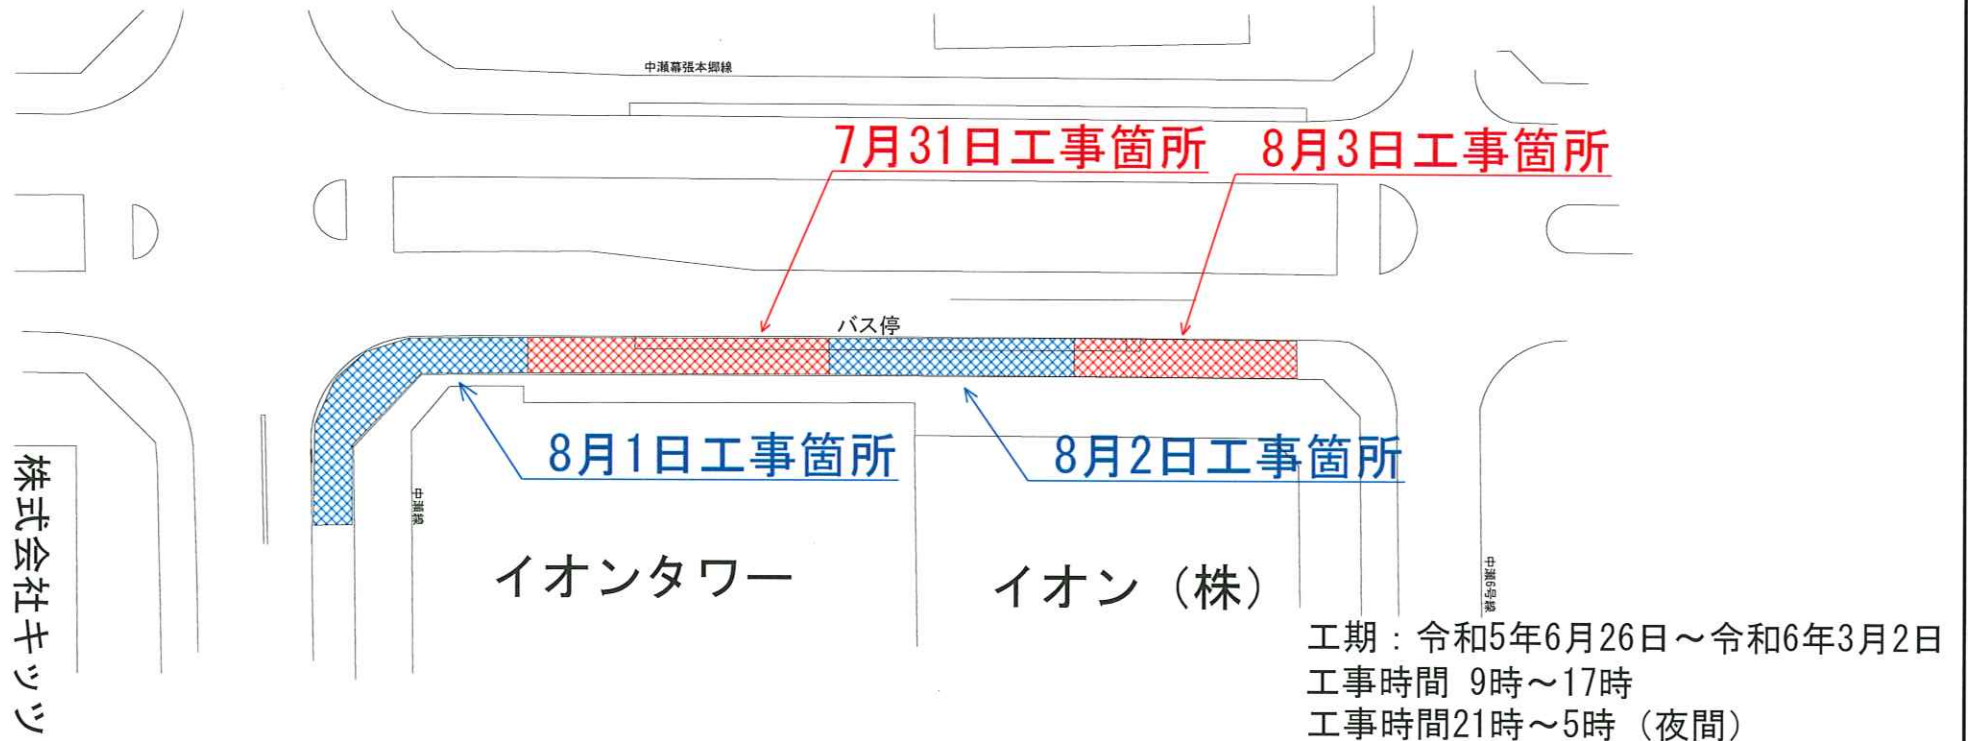 中瀬幕張本郷線
7月31日工事箇所
8月3日工事箇所
バス停
8月1日工事箇所
8月2日工事箇所
中瀬線
イオンタワー
イオン（株）
中瀬6号線
株式会社キッツ
工期：令和5年6月26日～令和6年3月2日
工事時間 9時～17時
工事時間21時～5時（夜間）